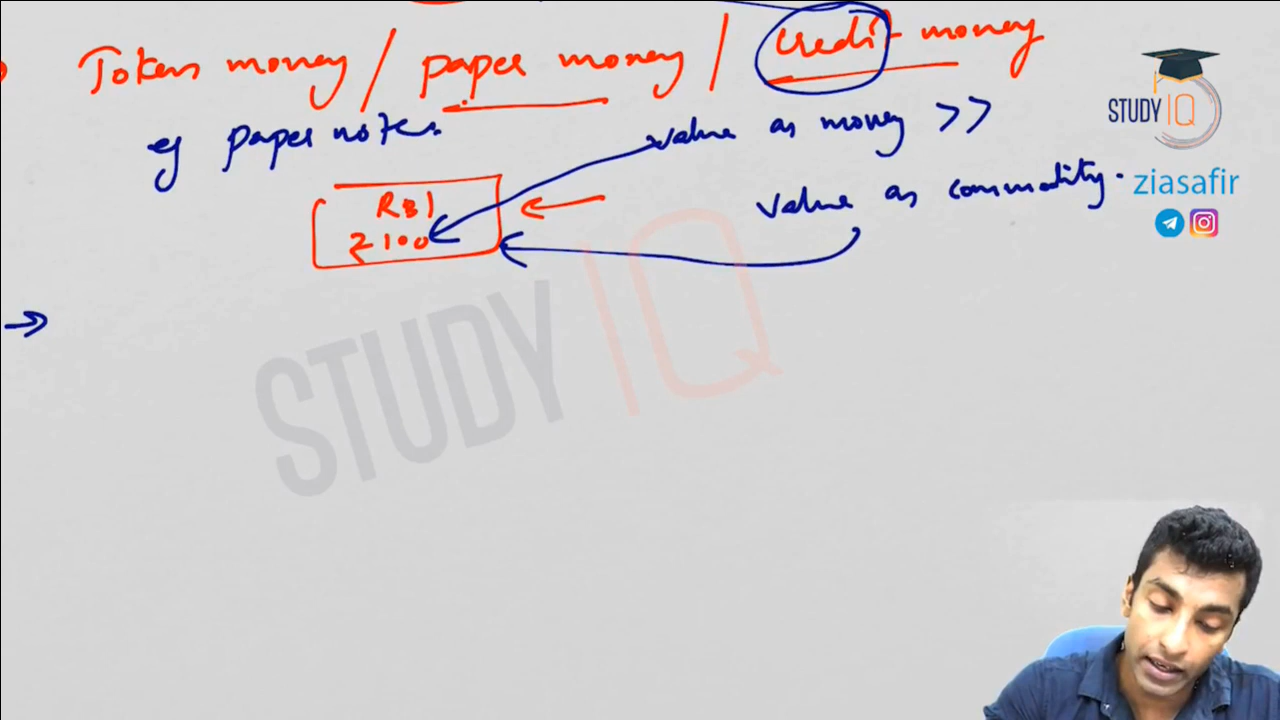 Token money / paper money / credit money
eg paper notes.
value as money >>
value as commodity.
RBI
₹100
STUDY IQ
ziasafir
STUDY IQ